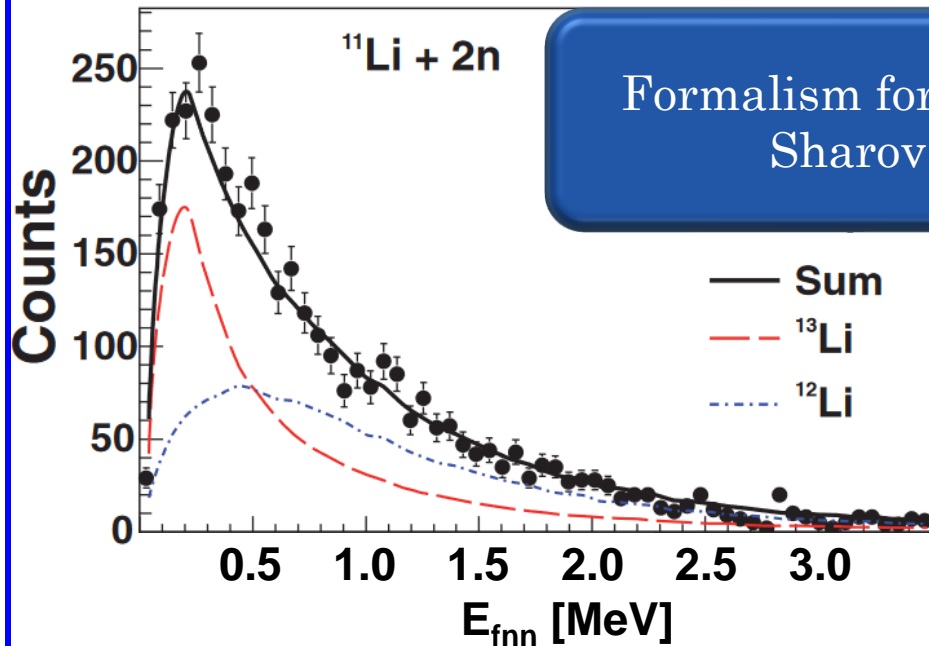 ¹¹Li + 2n
Formalism for
Sharov
Sum
¹³Li
¹²Li
Counts
250
200
150
100
50
0
0.5 1.0 1.5 2.0 2.5 3.0
E_fnn [MeV]